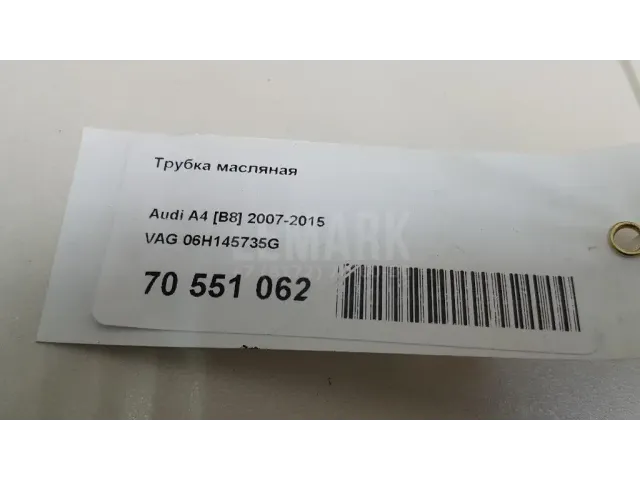 Трубка масляная
Audi A4 [B8] 2007-2015
VAG 06H145735G
70 551 062